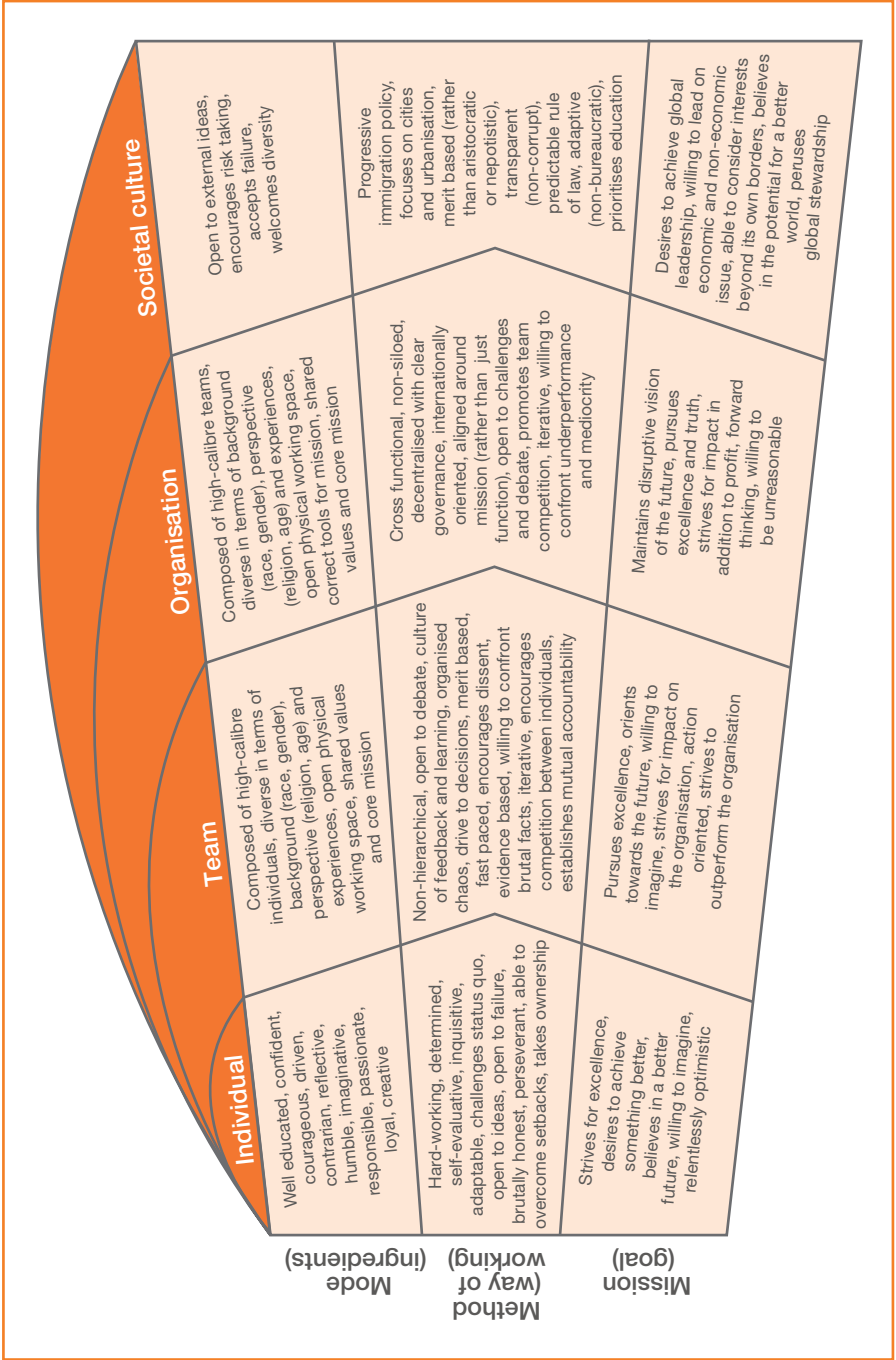 Individual
Team
Organisation
Societal culture
Mode
(ingredients)
Well educated, confident,
courageous, driven,
contrarian, reflective,
humble, imaginative,
responsible, passionate,
loyal, creative
Composed of high-calibre
individuals, diverse in terms of
background (race, gender),
perspective (religion, age) and
experiences, open physical
working space, shared values
and core mission
Composed of high-calibre teams,
diverse in terms of background
(race, gender), perspective
(religion, age) and experiences,
open physical working space,
correct tools for mission, shared
values and core mission
Open to external ideas,
encourages risk taking,
accepts failure,
welcomes diversity
Method
(way of
working)
Hard-working, determined,
self-evaluative, inquisitive,
adaptable, challenges status quo,
open to ideas, open to failure,
brutally honest, perseverant, able to
overcome setbacks, takes ownership
Non-hierarchical, open to debate, culture
of feedback and learning, organised
chaos, drive to decisions, merit based,
fast paced, encourages dissent,
evidence based, willing to confront
brutal facts, iterative, encourages
competition between individuals,
establishes mutual accountability
Cross functional, non-siloed,
decentralised with clear
governance, internationally
oriented, aligned around
mission (rather than just
function), open to challenges
and debate, promotes team
competition, iterative, willing to
confront underperformance
and mediocrity
Progressive
immigration policy,
focuses on cities
and urbanisation,
merit based (rather
than aristocratic
or nepotistic),
transparent
(non-corrupt),
predictable rule
of law, adaptive
(non-bureaucratic),
prioritises education
Mission
(goal)
Strives for excellence,
desires to achieve
something better,
believes in a better
future, willing to imagine,
relentlessly optimistic
Pursues excellence, orients
towards the future, willing to
imagine, strives for impact on
the organisation, action
oriented, strives to
outperform the organisation
Maintains disruptive vision
of the future, pursues
excellence and truth,
strives for impact in
addition to profit, forward
thinking, willing to
be unreasonable
Desires to achieve global
leadership, willing to lead on
economic and non-economic
issue, able to consider interests
beyond its own borders, believes
in the potential for a better
world, peruses
global stewardship